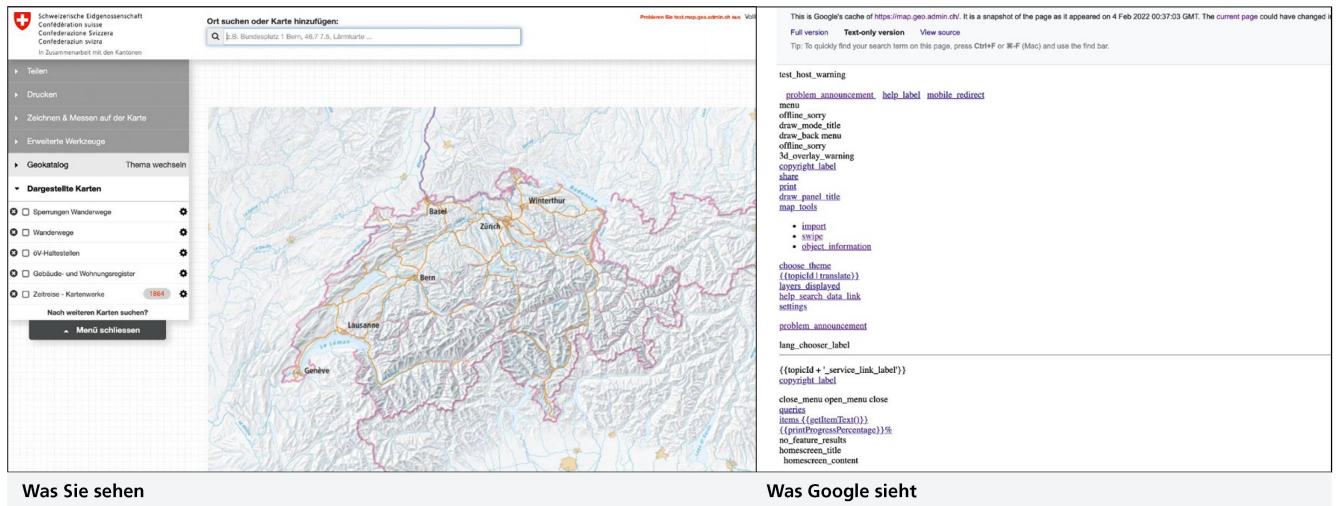 Schweizerische Eidgenossenschaft
Confédération suisse
Confederazione Svizzera
Confederaziun svizra
In Zusammenarbeit mit den Kantonen
Ort suchen oder Karte hinzufügen:
z.B. Bundesplatz 1 Bern, 46.7 7.5, Lärmkarte ...
Probieren Sie test.map.geo.admin.ch aus Voll
Teilen
Drucken
Zeichnen & Messen auf der Karte
Erweiterte Werkzeuge
Geokatalog Thema wechseln
Dargestellte Karten
Sperrungen Wanderwege
Wanderwege
öV-Haltestellen
Gebäude- und Wohnungsregister
Zeitreise - Kartenwerke 1864
Nach weiteren Karten suchen?
Menü schliessen
Basel
Winterthur
Bodensee
Zürich
Bern
Lausanne
Le Léman
Genève
This is Google's cache of https://map.geo.admin.ch/. It is a snapshot of the page as it appeared on 4 Feb 2022 00:37:03 GMT. The current page could have changed i
Full version Text-only version View source
Tip: To quickly find your search term on this page, press Ctrl+F or ⌘-F (Mac) and use the find bar.
test_host_warning
problem_announcement help_label mobile_redirect
menu
offline_sorry
draw_mode_title
draw_back menu
offline_sorry
3d_overlay_warning
copyright_label
share
print
draw_panel_title
map_tools
• import
• swipe
• object_information
choose_theme
{{topicId | translate}}
layers_displayed
help_search_data_link
settings
problem_announcement
lang_chooser_label
{{topicId + '_service_link_label'}}
copyright_label
close_menu open_menu close
queries
items {{getItemText()}}
{{printProgressPercentage}}%
no_feature_results
homescreen_title
homescreen_content
Was Sie sehen
Was Google sieht